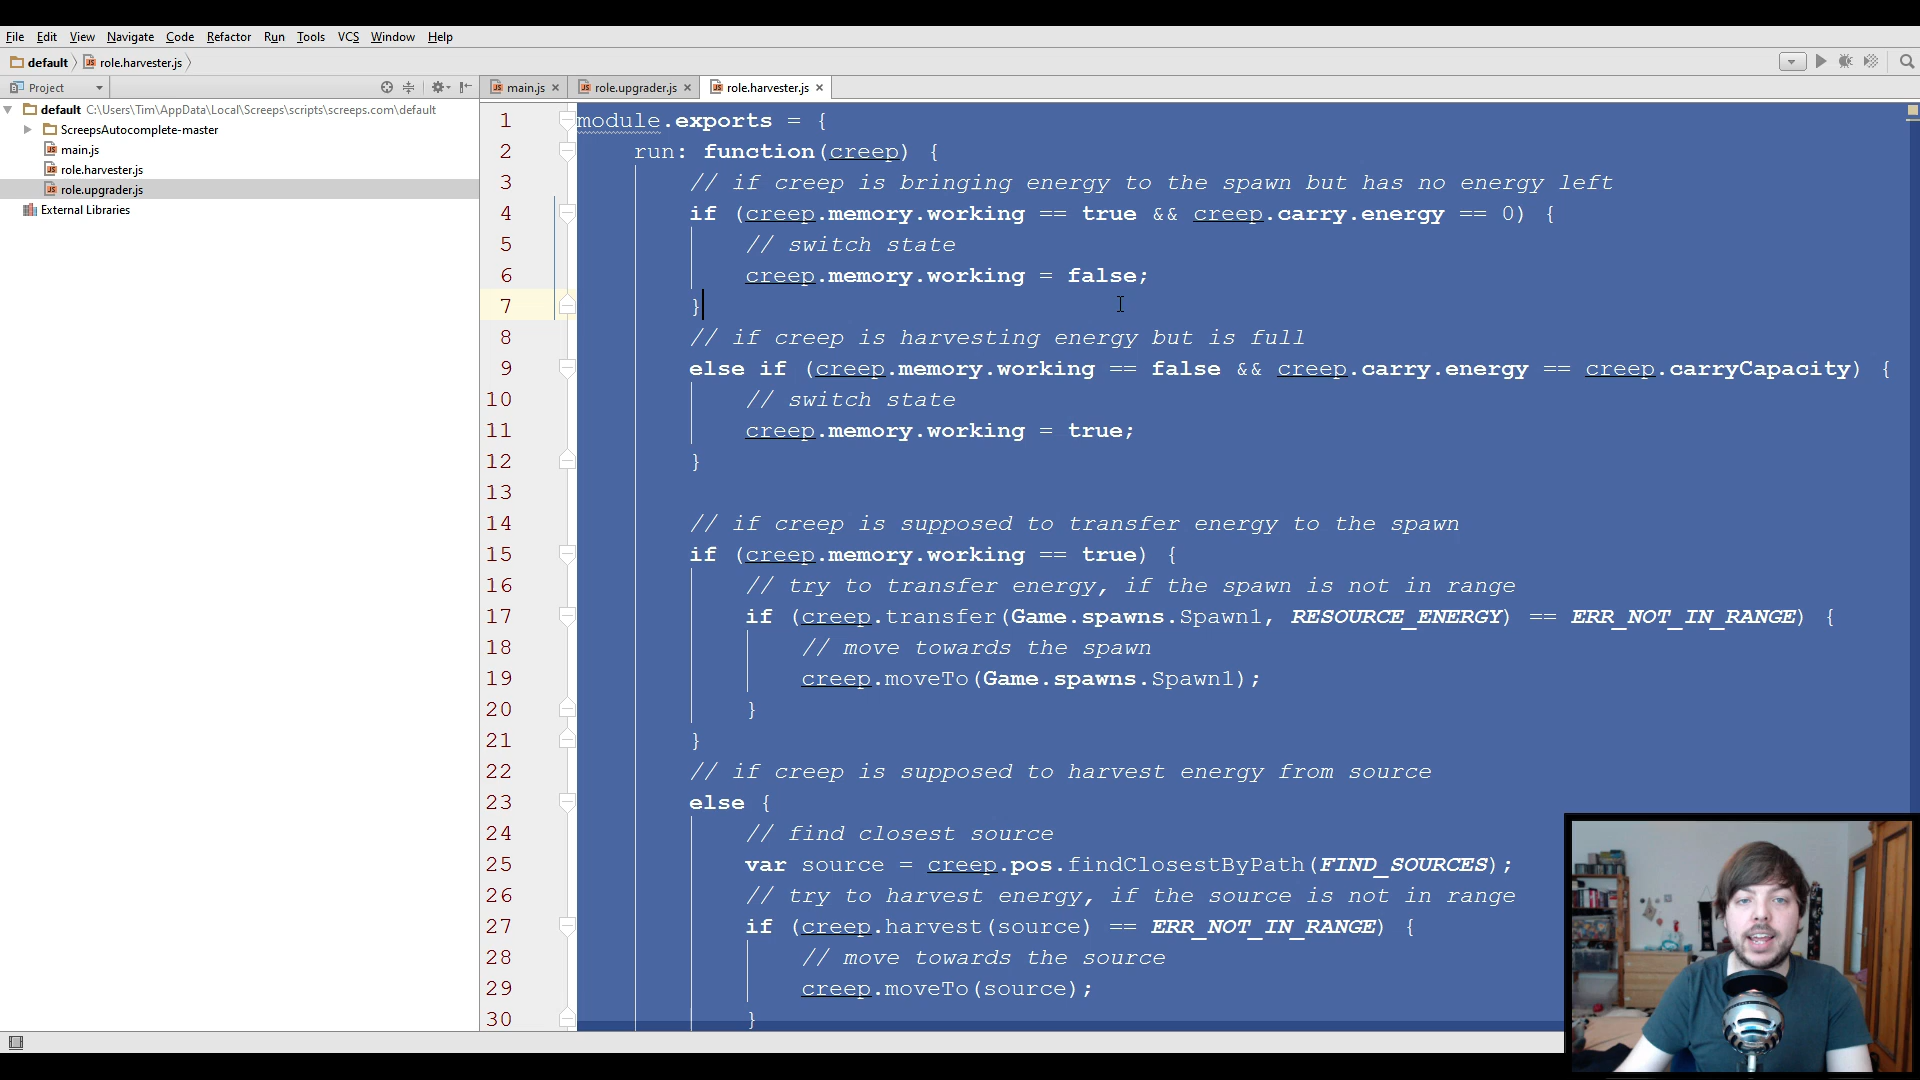 File Edit View Navigate Code Refactor Run Tools VCS Window Help
default role.harvester.js
Project
main.js role.upgrader.js role.harvester.js
default C:\Users\Tim\AppData\Local\Screeps\scripts\screeps.com\default
ScreepsAutocomplete-master
main.js
role.harvester.js
role.upgrader.js
External Libraries
1 module.exports = {
2 run: function(creep) {
3 // if creep is bringing energy to the spawn but has no energy left
4 if (creep.memory.working == true && creep.carry.energy == 0) {
5 // switch state
6 creep.memory.working = false;
7 }
8 // if creep is harvesting energy but is full
9 else if (creep.memory.working == false && creep.carry.energy == creep.carryCapacity) {
10 // switch state
11 creep.memory.working = true;
12 }
13
14 // if creep is supposed to transfer energy to the spawn
15 if (creep.memory.working == true) {
16 // try to transfer energy, if the spawn is not in range
17 if (creep.transfer(Game.spawns.Spawn1, RESOURCE_ENERGY) == ERR_NOT_IN_RANGE) {
18 // move towards the spawn
19 creep.moveTo(Game.spawns.Spawn1);
20 }
21 }
22 // if creep is supposed to harvest energy from source
23 else {
24 // find closest source
25 var source = creep.pos.findClosestByPath(FIND_SOURCES);
26 // try to harvest energy, if the source is not in range
27 if (creep.harvest(source) == ERR_NOT_IN_RANGE) {
28 // move towards the source
29 creep.moveTo(source);
30 }